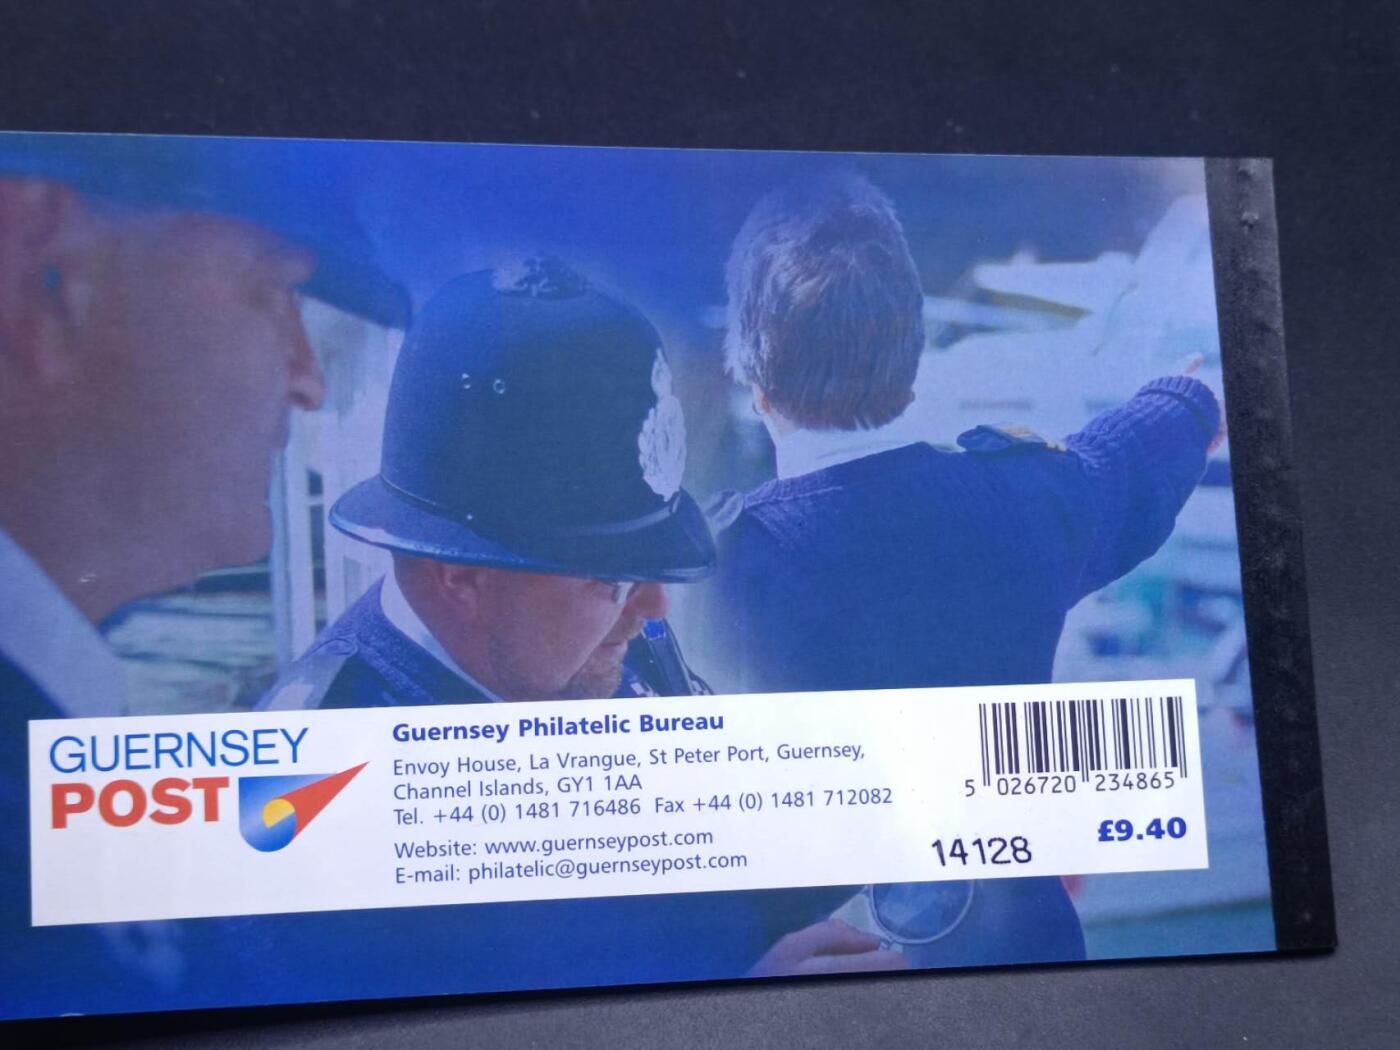 GUERNSEY
POST
Guernsey Philatelic Bureau
Envoy House, La Vrangue, St Peter Port, Guernsey,
Channel Islands, GY1 1AA
Tel. +44 (0) 1481 716486 Fax +44 (0) 1481 712082
Website: www.guernseypost.com
E-mail: philatelic@guernseypost.com
5 026720 234865
£9.40
14128